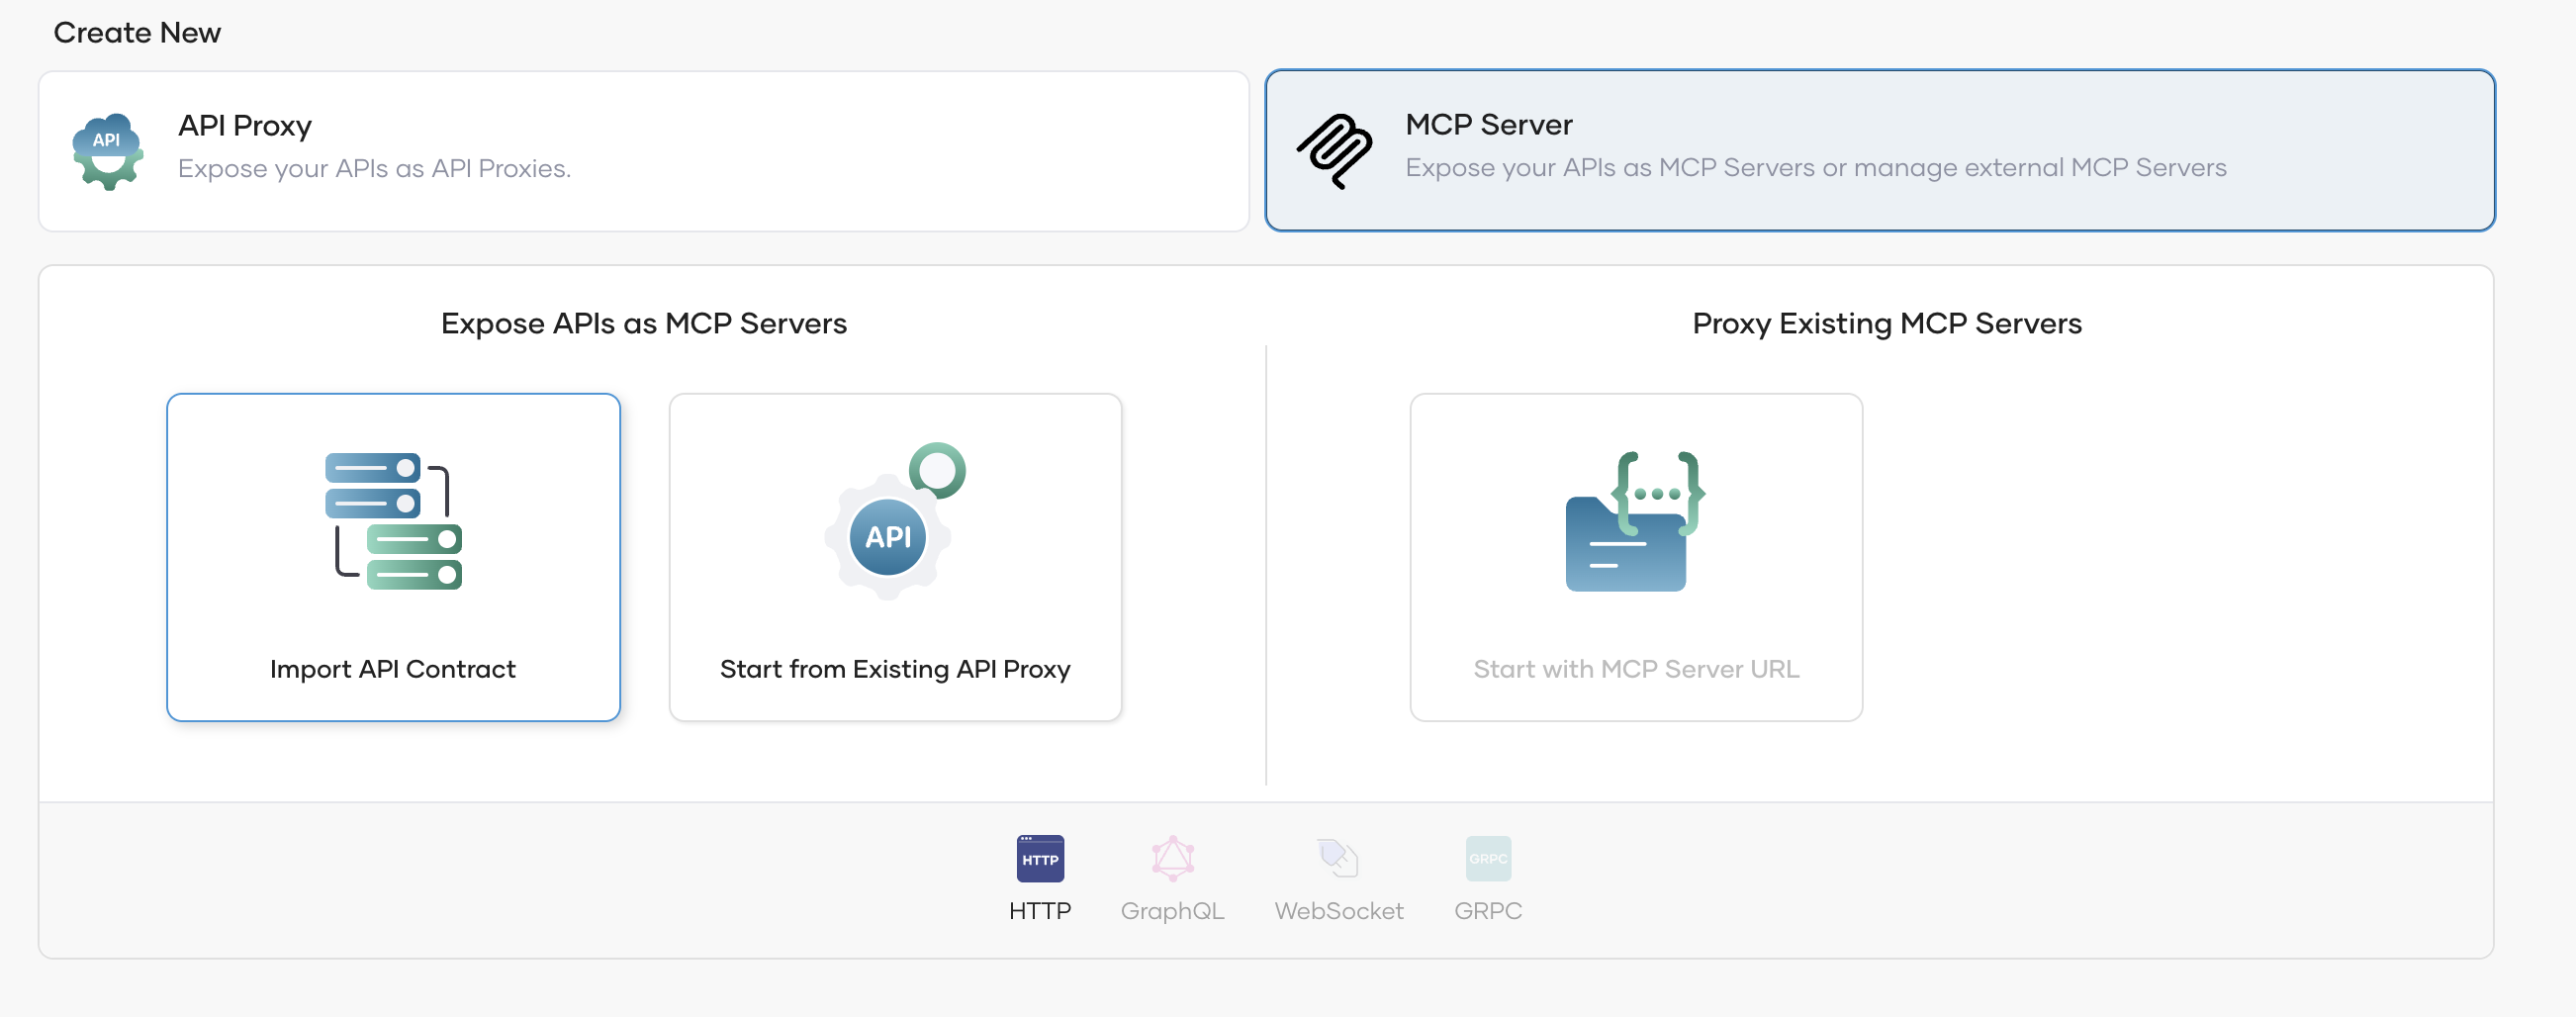 Create New
API
API Proxy
Expose your APIs as API Proxies.
MCP Server
Expose your APIs as MCP Servers or manage external MCP Servers
Expose APIs as MCP Servers
Proxy Existing MCP Servers
API
Import API Contract
Start from Existing API Proxy
Start with MCP Server URL
HTTP
GRPC
HTTP
GraphQL
WebSocket
GRPC